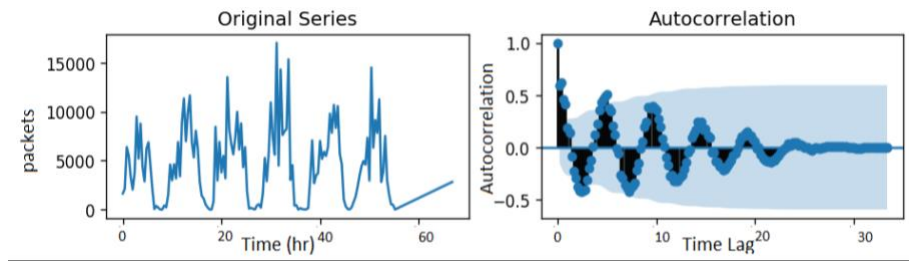 Original Series
packets
15000
10000
5000
0
0
20
40
60
Time (hr)
Autocorrelation
Autocorrelation
1.0
0.5
0.0
−0.5
0
10
20
30
Time Lag